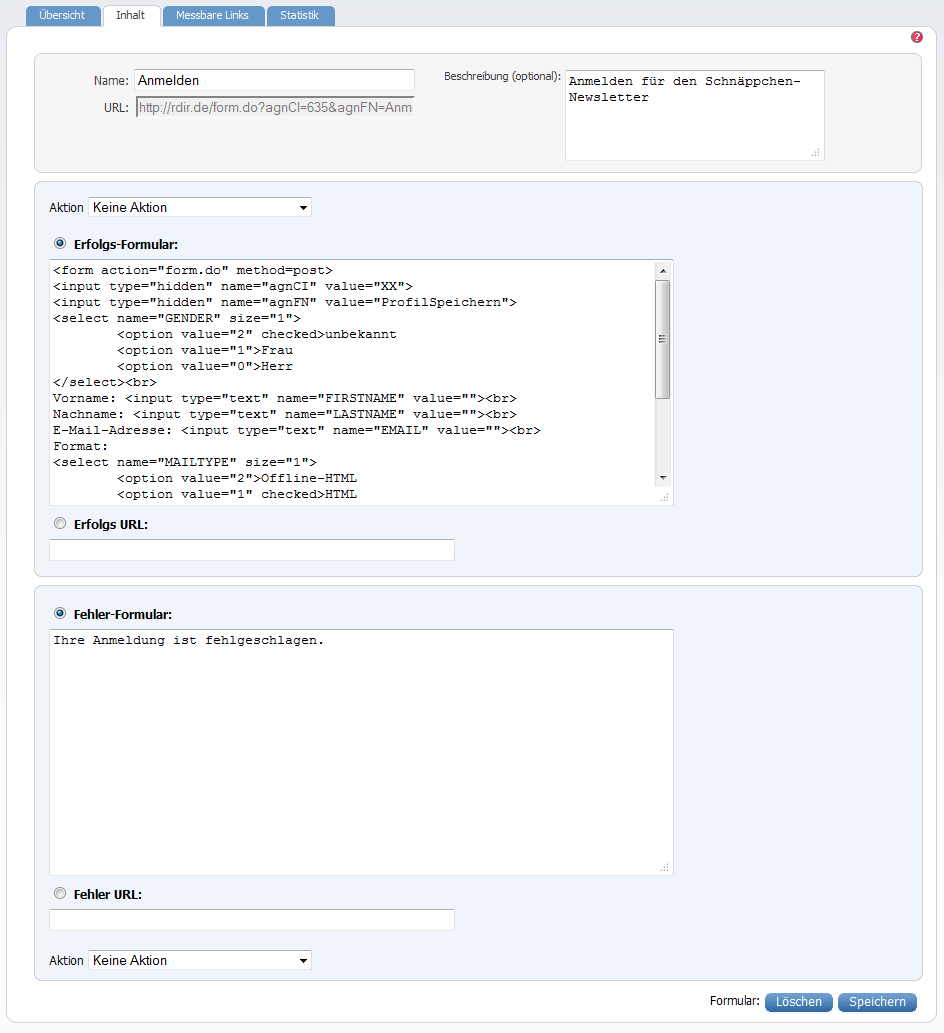 Übersicht Inhalt Messbare Links Statistik
?
Name: Anmelden
Beschreibung (optional): Anmelden für den Schnäppchen-
Newsletter
URL: http://rdir.de/form.do?agnCI=635&agnFN=Anm
Aktion Keine Aktion
Erfolgs-Formular:
<form action="form.do" method=post>
<input type="hidden" name="agnCI" value="XX">
<input type="hidden" name="agnFN" value="ProfilSpeichern">
<select name="GENDER" size="1">
<option value="2" checked>unbekannt
<option value="1">Frau
<option value="0">Herr
</select><br>
Vorname: <input type="text" name="FIRSTNAME" value=""><br>
Nachname: <input type="text" name="LASTNAME" value=""><br>
E-Mail-Adresse: <input type="text" name="EMAIL" value=""><br>
Format:
<select name="MAILTYPE" size="1">
<option value="2">Offline-HTML
<option value="1" checked>HTML
Erfolgs URL:
Fehler-Formular:
Ihre Anmeldung ist fehlgeschlagen.
Fehler URL:
Aktion Keine Aktion
Formular: Löschen Speichern